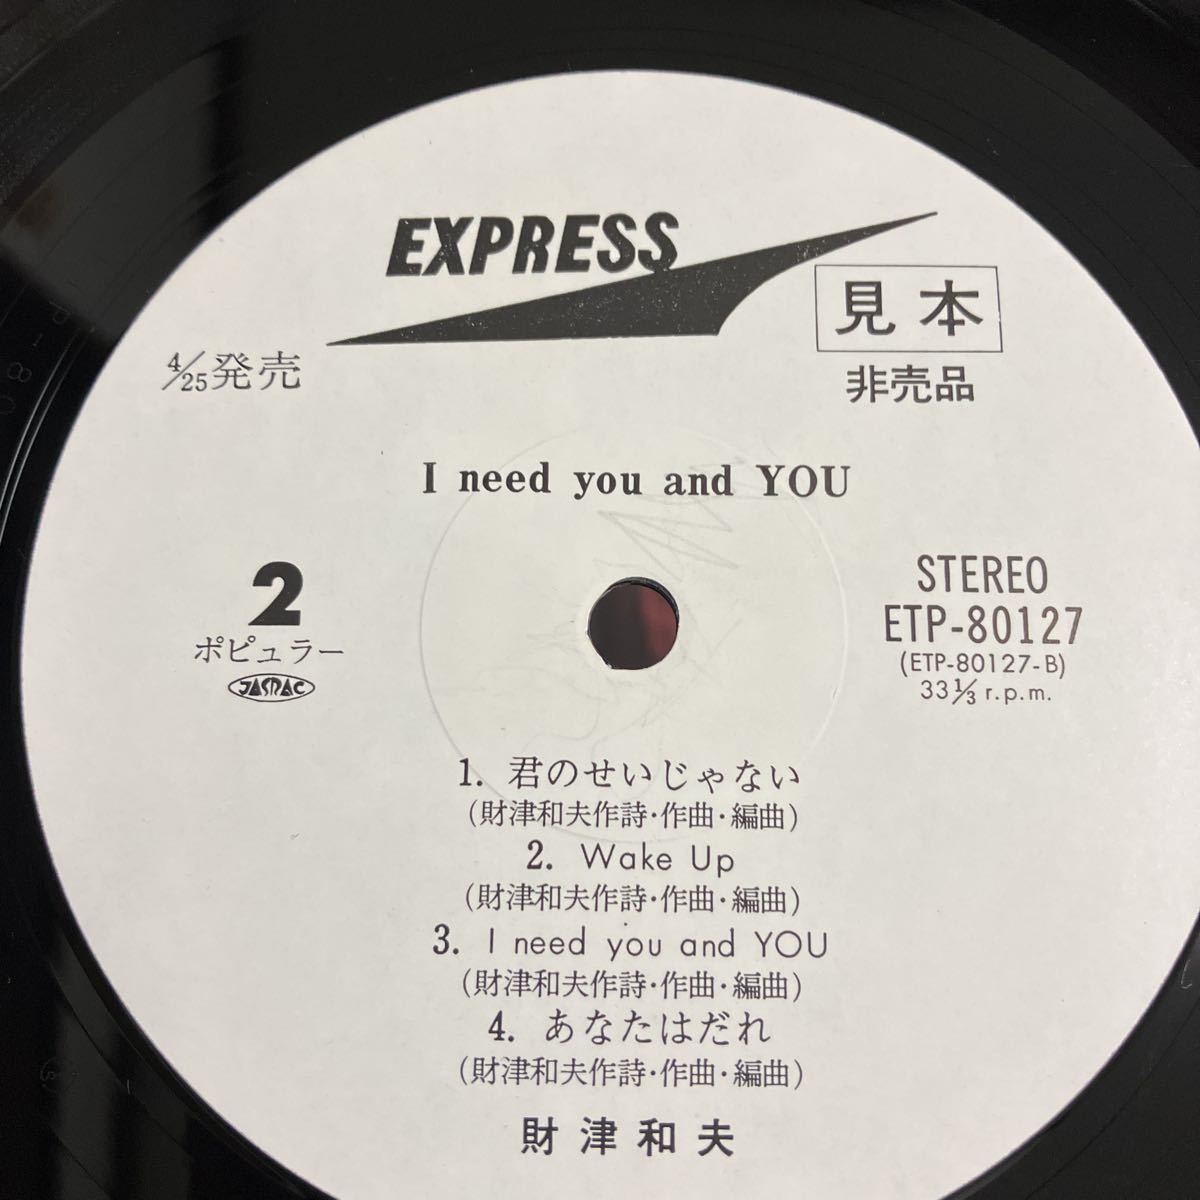 EXPRESS
見本
非売品
4/25発売
I need you and YOU
2
ポピュラー
JASRAC
STEREO
ETP-80127
(ETP-80127-B)
33 1/3 r.p.m.
1. 君のせいじゃない
(財津和夫作詩・作曲・編曲)
2. Wake Up
(財津和夫作詩・作曲・編曲)
3. I need you and YOU
(財津和夫作詩・作曲・編曲)
4. あなたはだれ
(財津和夫作詩・作曲・編曲)
財津和夫